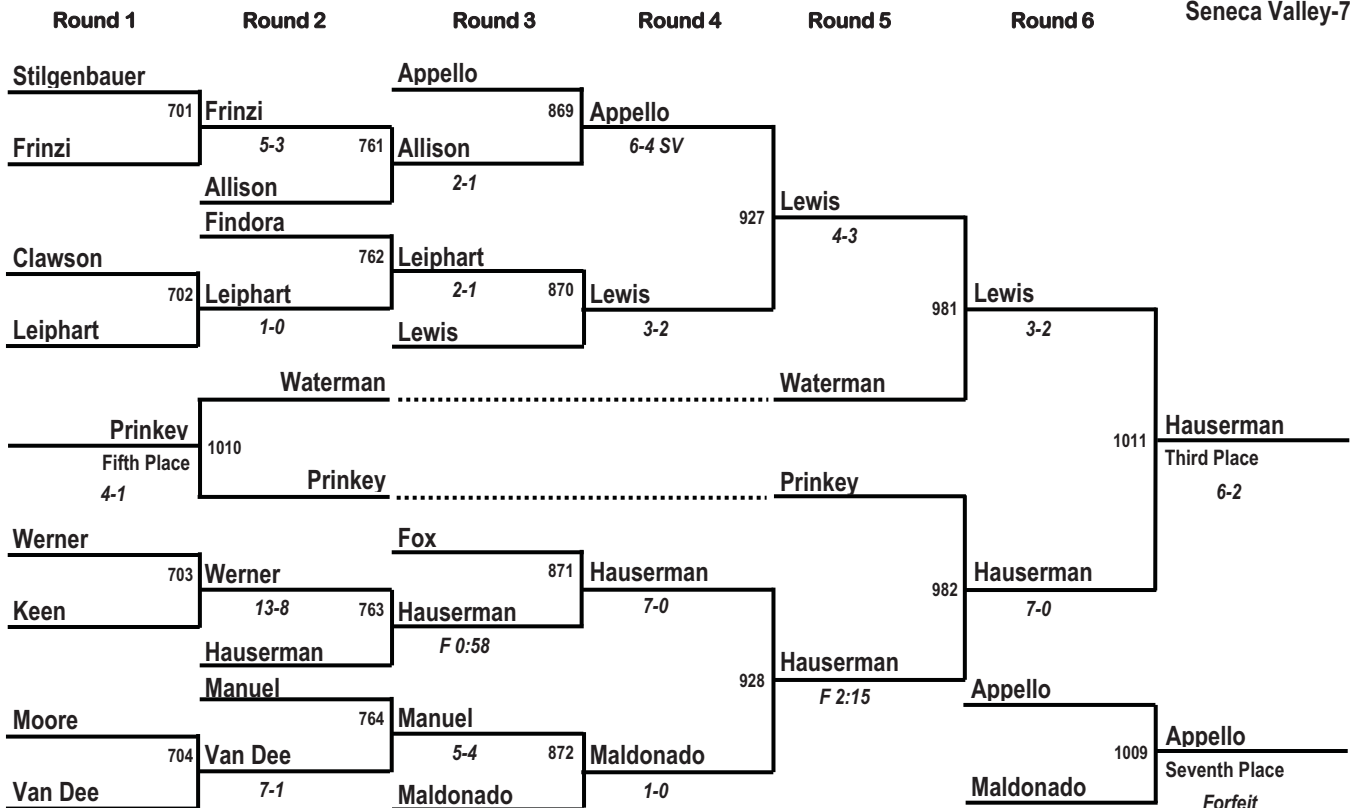 Seneca Valley-7
Round 1 Round 2 Round 3 Round 4 Round 5 Round 6
Stilgenbauer Appello
701 Frinzi 869 Appello
Frinzi 5-3 761 Allison 6-4 SV
Allison 2-1
927 Lewis
Findora 4-3
Clawson 762 Leiphart
702 Leiphart 2-1 870 Lewis 981 Lewis
Leiphart 1-0 Lewis 3-2 3-2
Waterman Waterman
Prinkev 1010 1011 Hauserman
Fifth Place Third Place
4-1 Prinkey Prinkey 6-2
Werner Fox
703 Werner 871 Hauserman 982 Hauserman
Keen 13-8 763 Hauserman 7-0 7-0
Hauserman F 0:58
928 Hauserman
Manuel F 2:15 Appello
Moore 764 Manuel
704 Van Dee 5-4 872 Maldonado 1009 Appello
Van Dee 7-1 Maldonado 1-0 Maldonado Seventh Place
Forfeit